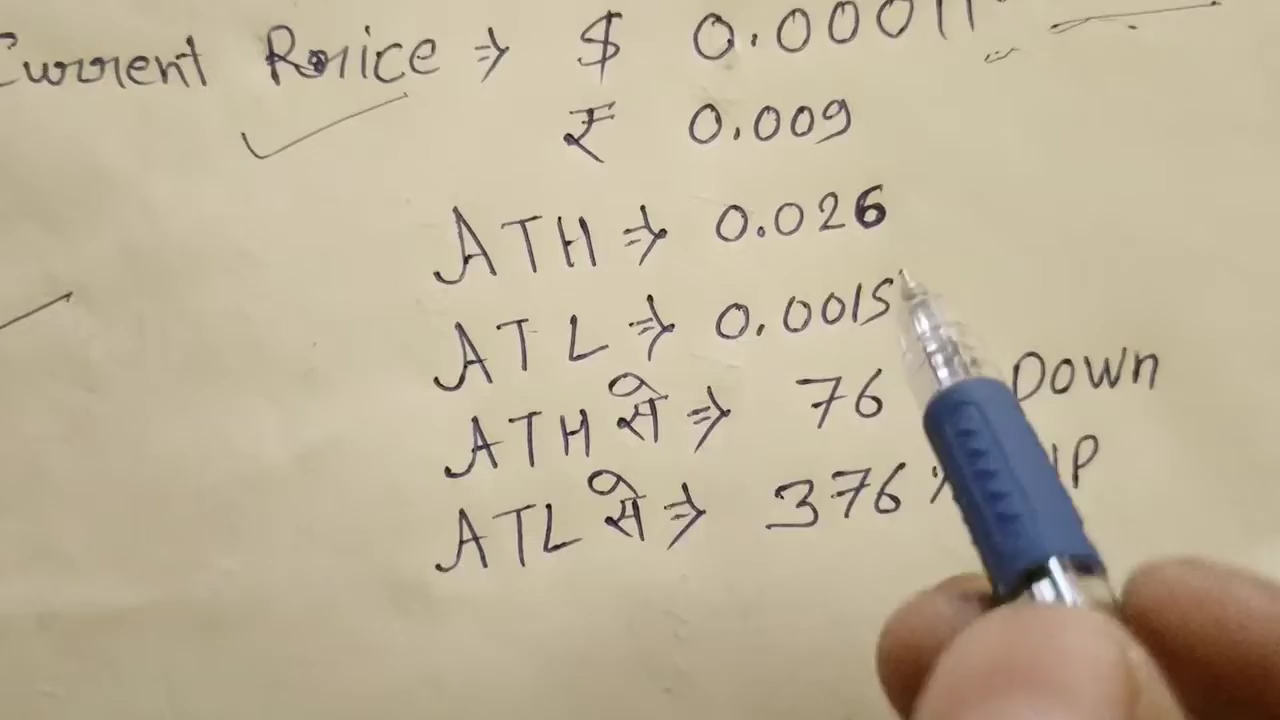 Current Price ⇒ $ 0.00011
₹ 0.009
ATH ⇒ 0.026
ATL ⇒ 0.0015
ATH से ⇒ 76 Down
ATL से ⇒ 376%